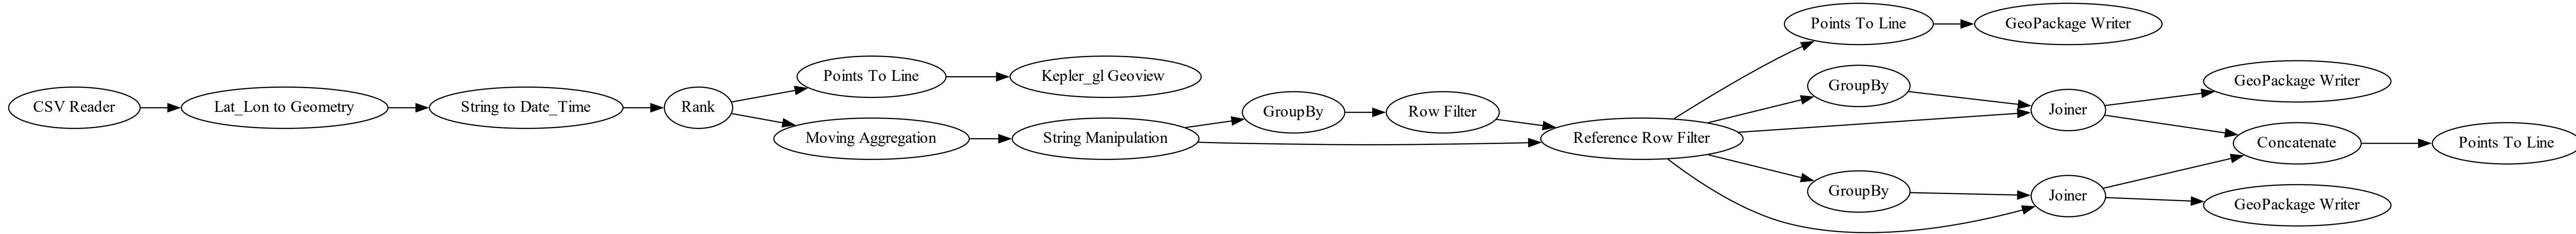 CSV Reader
Lat_Lon to Geometry
String to Date_Time
Rank
Points To Line
Kepler_gl Geoview
Moving Aggregation
String Manipulation
GroupBy
Row Filter
Reference Row Filter
Points To Line
GeoPackage Writer
GroupBy
Joiner
GeoPackage Writer
Concatenate
Points To Line
GroupBy
Joiner
GeoPackage Writer